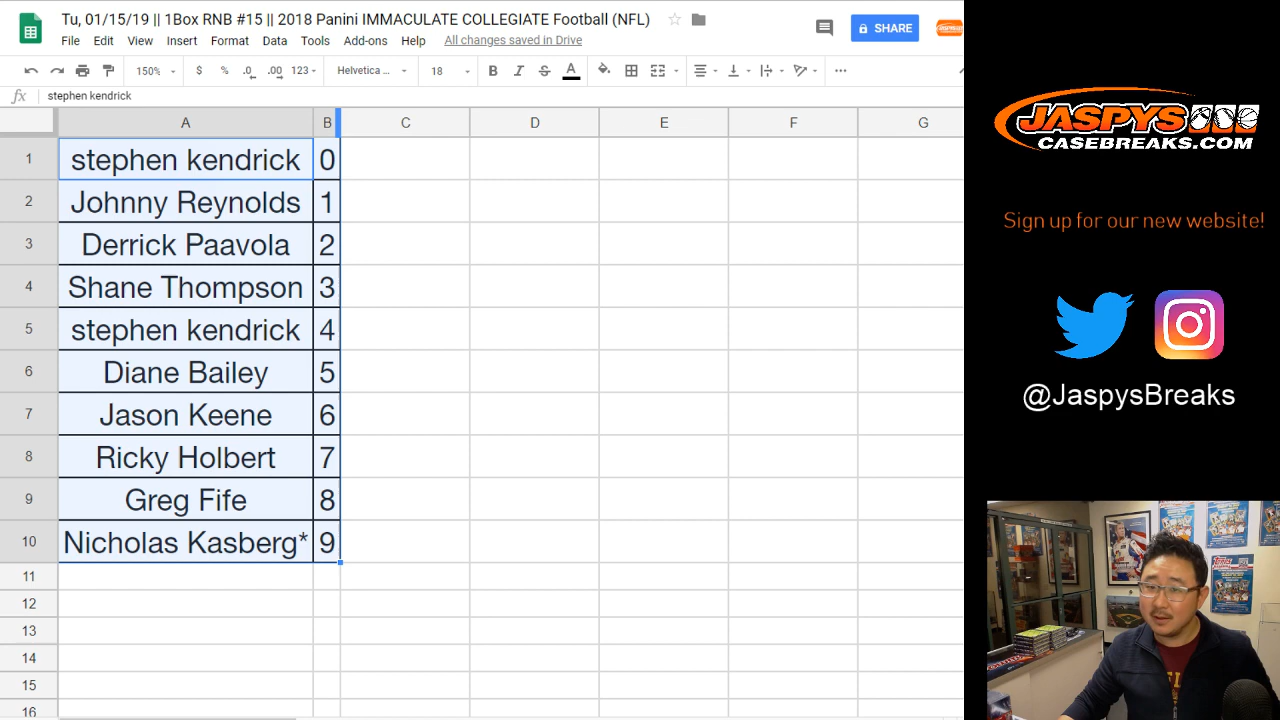 Tu, 01/15/19 || 1Box RNB #15 || 2018 Panini IMMACULATE COLLEGIATE Football (NFL)
File Edit View Insert Format Data Tools Add-ons Help All changes saved in Drive
SHARE
150% $ % .0 .00 123 Helvetica ... 18 B I S A
fx stephen kendrick
A B C D E F G
1 stephen kendrick 0
2 Johnny Reynolds 1
3 Derrick Paavola 2
4 Shane Thompson 3
5 stephen kendrick 4
6 Diane Bailey 5
7 Jason Keene 6
8 Ricky Holbert 7
9 Greg Fife 8
10 Nicholas Kasberg* 9
11
12
13
14
15
16
JASPYS
CASEBREAKS.COM
Sign up for our new website!
@JaspysBreaks